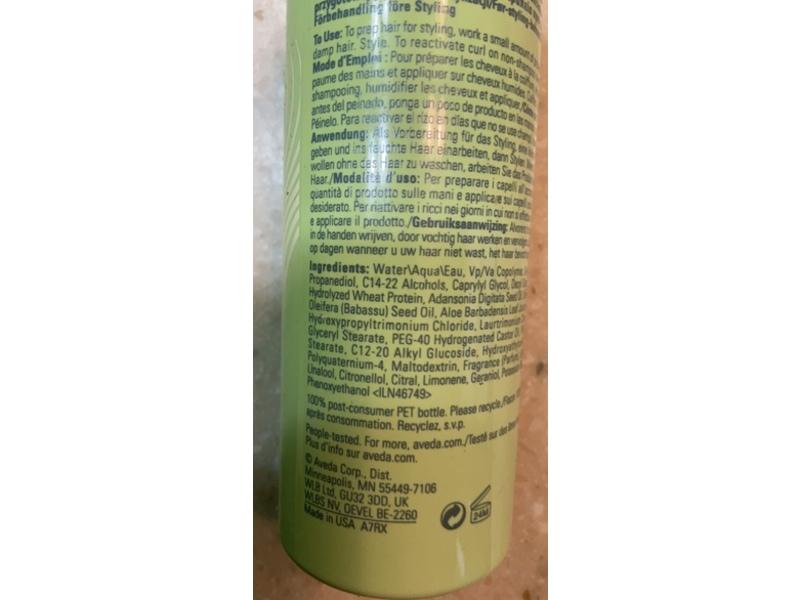 Förbehandling före Styling
To Use: To prep hair for styling, work a small amount of
damp hair. Style. To reactivate curl on non-shampoo
Mode d'Emploi : Pour préparer les cheveux à la
paume des mains et appliquer sur cheveux humides.
shampooing, humidifier les cheveux et appliquer./
antes del peinado, ponga un poco de producto en las
Péinelo. Para reactivar el rizo en días que no se use
Anwendung: Als Vorbereitung für das Styling, eine
geben und ins feuchte Haar einarbeiten, dann Stylen.
wollen ohne das Haar zu waschen, arbeiten Sie das
Haar./Modalità d'uso: Per preparare i capelli
quantità di prodotto sulle mani e applicare sui capelli
desiderato. Per riattivare i ricci nei giorni in cui non si
e applicare il prodotto./Gebruiksaanwijzing:
in de handen wrijven, door vochtig haar werken en
op dagen wanneer u uw haar niet wast, het haar
Ingredients: Water\Aqua\Eau, Vp/Va Copolymer,
Propanediol, C14-22 Alcohols, Caprylyl Glycol,
Hydrolyzed Wheat Protein, Adansonia Digitata Seed
Oleifera (Babassu) Seed Oil, Aloe Barbadensis Leaf
Hydroxypropyltrimonium Chloride,
Glyceryl Stearate, PEG-40 Hydrogenated Castor Oil,
Stearate, C12-20 Alkyl Glucoside,
Polyquaternium-4, Maltodextrin, Fragrance
Linalool, Citronellol, Citral, Limonene, Geraniol,
Phenoxyethanol <ILN46749>
100% post-consumer PET bottle. Please recycle./
après consommation. Recyclez, s.v.p.
People-tested. For more, aveda.com./Testé sur des
Plus d'info sur aveda.com.
© Aveda Corp., Dist.
Minneapolis, MN 55449-7106
WLB Ltd, GU32 3DD, UK
WLBS NV, OEVEL BE-2260
Made in USA A7RX
24M